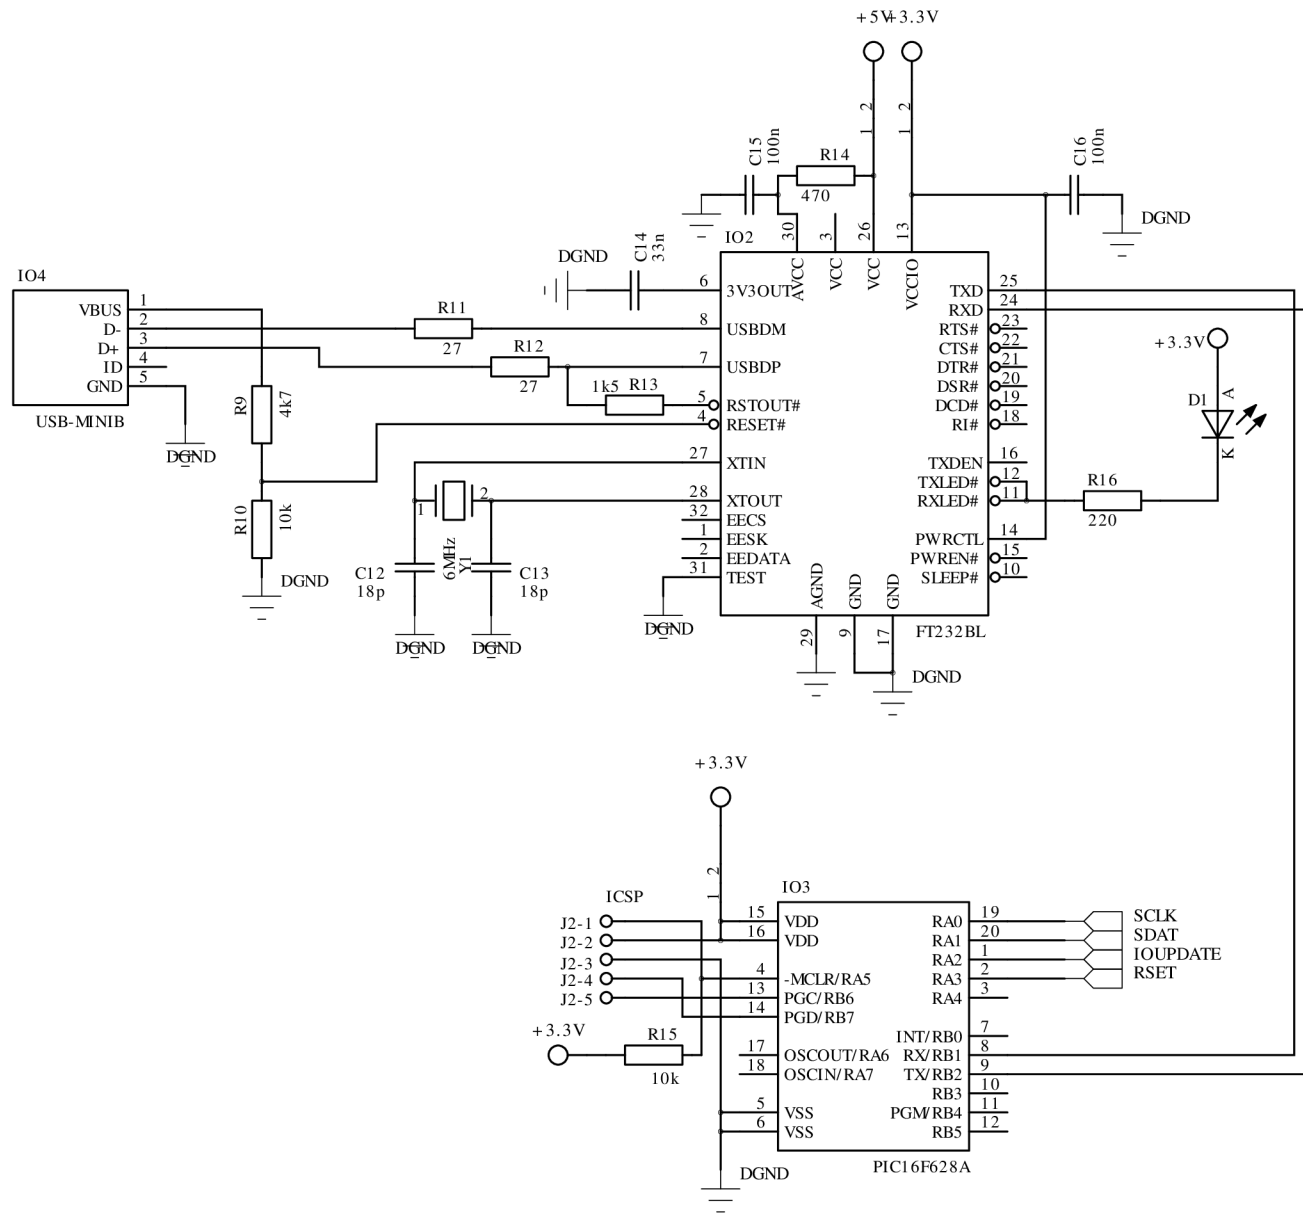 +5V
+3.3V
1 2
1 2
C15
100n
R14
470
C16
100n
DGND
IO2
30
3
26
13
AVCC
VCC
VCC
VCCIO
DGND
C14
33n
6
3V3OUT
TXD
25
RXD
24
IO4
VBUS
1
D-
2
D+
3
ID
4
GND
5
USB-MINIB
DGND
R11
27
8
USBDM
R12
27
7
USBDP
1k5
R13
5
RSTOUT#
4
RESET#
RTS#
23
CTS#
22
DTR#
21
DSR#
20
DCD#
19
RI#
18
+3.3V
D1
A
K
R9
4k7
R10
10k
DGND
27
XTIN
28
XTOUT
1
2
6MHz
Y1
C12
18p
C13
18p
DGND
DGND
32
EECS
1
EESK
2
EEDATA
31
TEST
DGND
TXDEN
16
TXLED#
12
RXLED#
11
R16
220
PWRCTL
14
PWREN#
15
SLEEP#
10
AGND
GND
GND
29
9
17
FT232BL
DGND
+3.3V
1 2
ICSP
J2-1
J2-2
J2-3
J2-4
J2-5
+3.3V
R15
10k
IO3
15
VDD
16
VDD
4
-MCLR/RA5
13
PGC/RB6
14
PGD/RB7
17
OSCOUT/RA6
18
OSCIN/RA7
5
VSS
6
VSS
RA0
19
SCLK
RA1
20
SDAT
RA2
1
IOUPDATE
RA3
2
RSET
RA4
3
INT/RB0
7
RX/RB1
8
TX/RB2
9
RB3
10
PGM/RB4
11
RB5
12
PIC16F628A
DGND